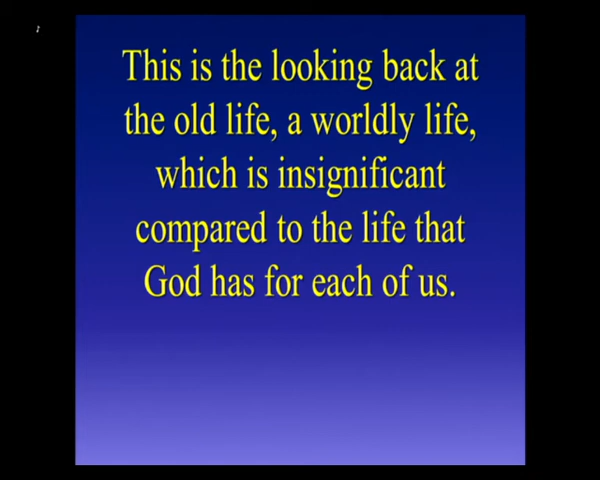 This is the looking back at
the old life, a worldly life,
which is insignificant
compared to the life that
God has for each of us.